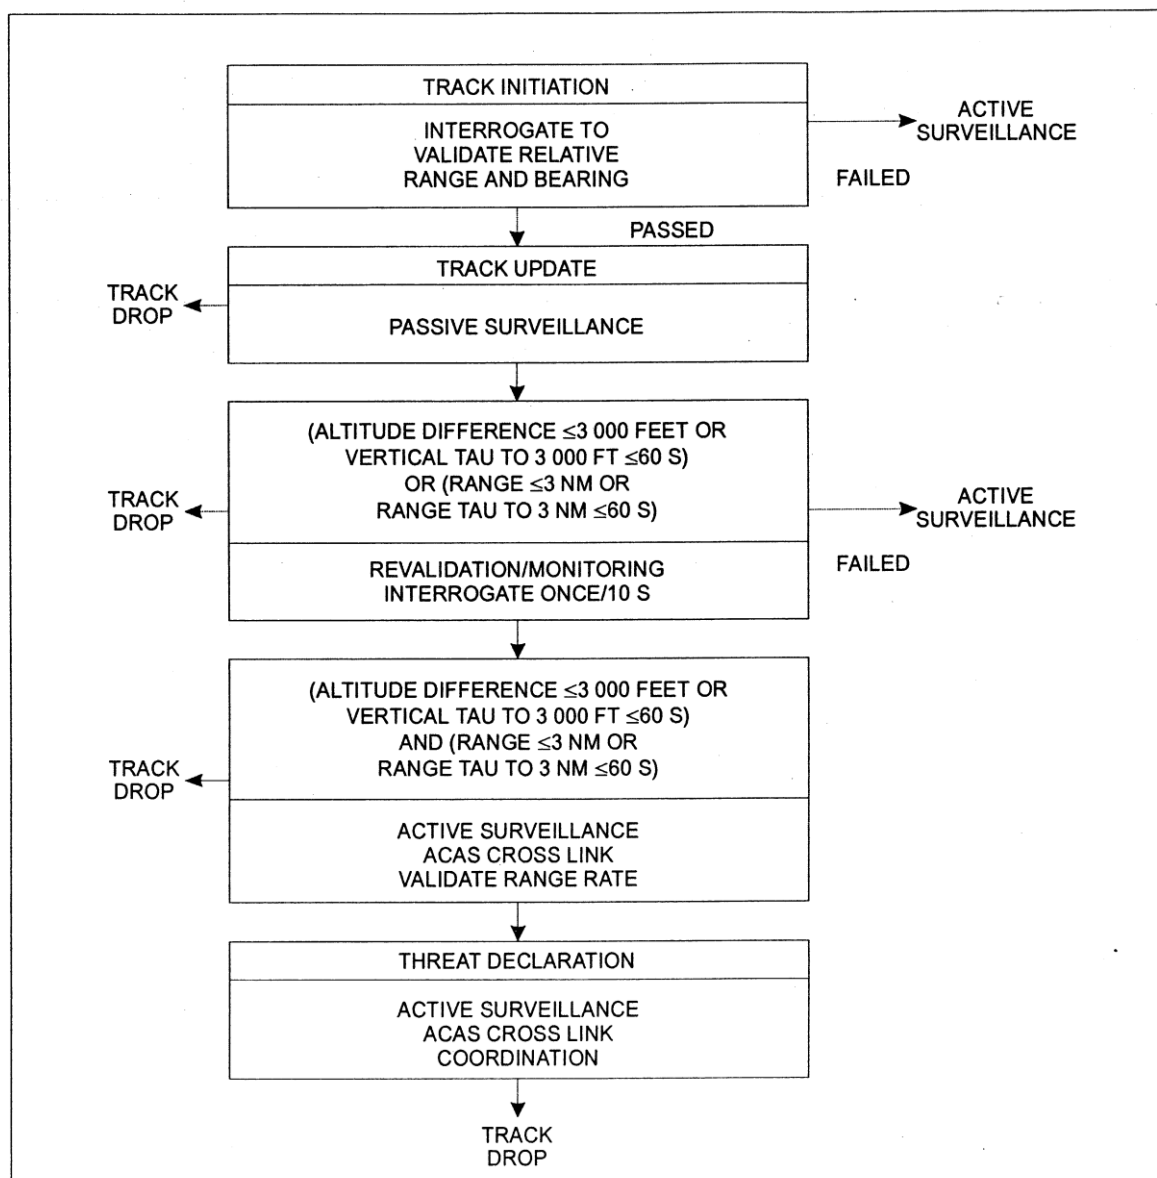 TRACK INITIATION
INTERROGATE TO
VALIDATE RELATIVE
RANGE AND BEARING
ACTIVE
SURVEILLANCE
FAILED
PASSED
TRACK UPDATE
TRACK
DROP
PASSIVE SURVEILLANCE
(ALTITUDE DIFFERENCE ≤3 000 FEET OR
VERTICAL TAU TO 3 000 FT ≤60 S)
OR (RANGE ≤3 NM OR
RANGE TAU TO 3 NM ≤60 S)
TRACK
DROP
ACTIVE
SURVEILLANCE
FAILED
REVALIDATION/MONITORING
INTERROGATE ONCE/10 S
(ALTITUDE DIFFERENCE ≤3 000 FEET OR
VERTICAL TAU TO 3 000 FT ≤60 S)
AND (RANGE ≤3 NM OR
RANGE TAU TO 3 NM ≤60 S)
TRACK
DROP
ACTIVE SURVEILLANCE
ACAS CROSS LINK
VALIDATE RANGE RATE
THREAT DECLARATION
ACTIVE SURVEILLANCE
ACAS CROSS LINK
COORDINATION
TRACK
DROP